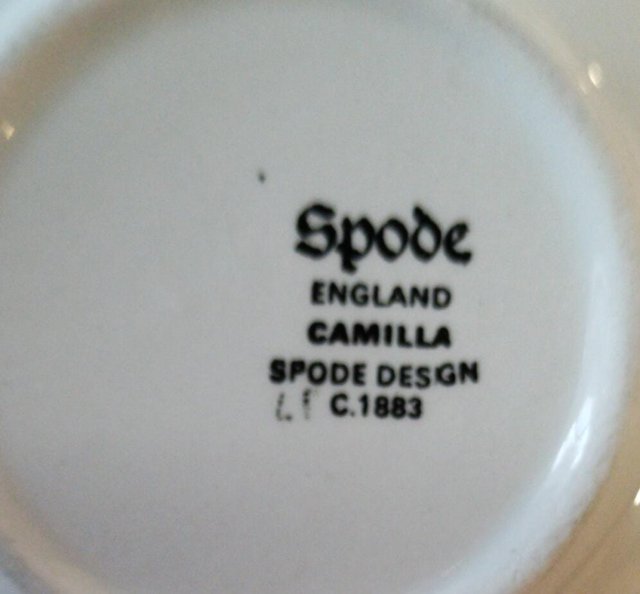 Spode
ENGLAND
CAMILLA
SPODE DESIGN
C.1883